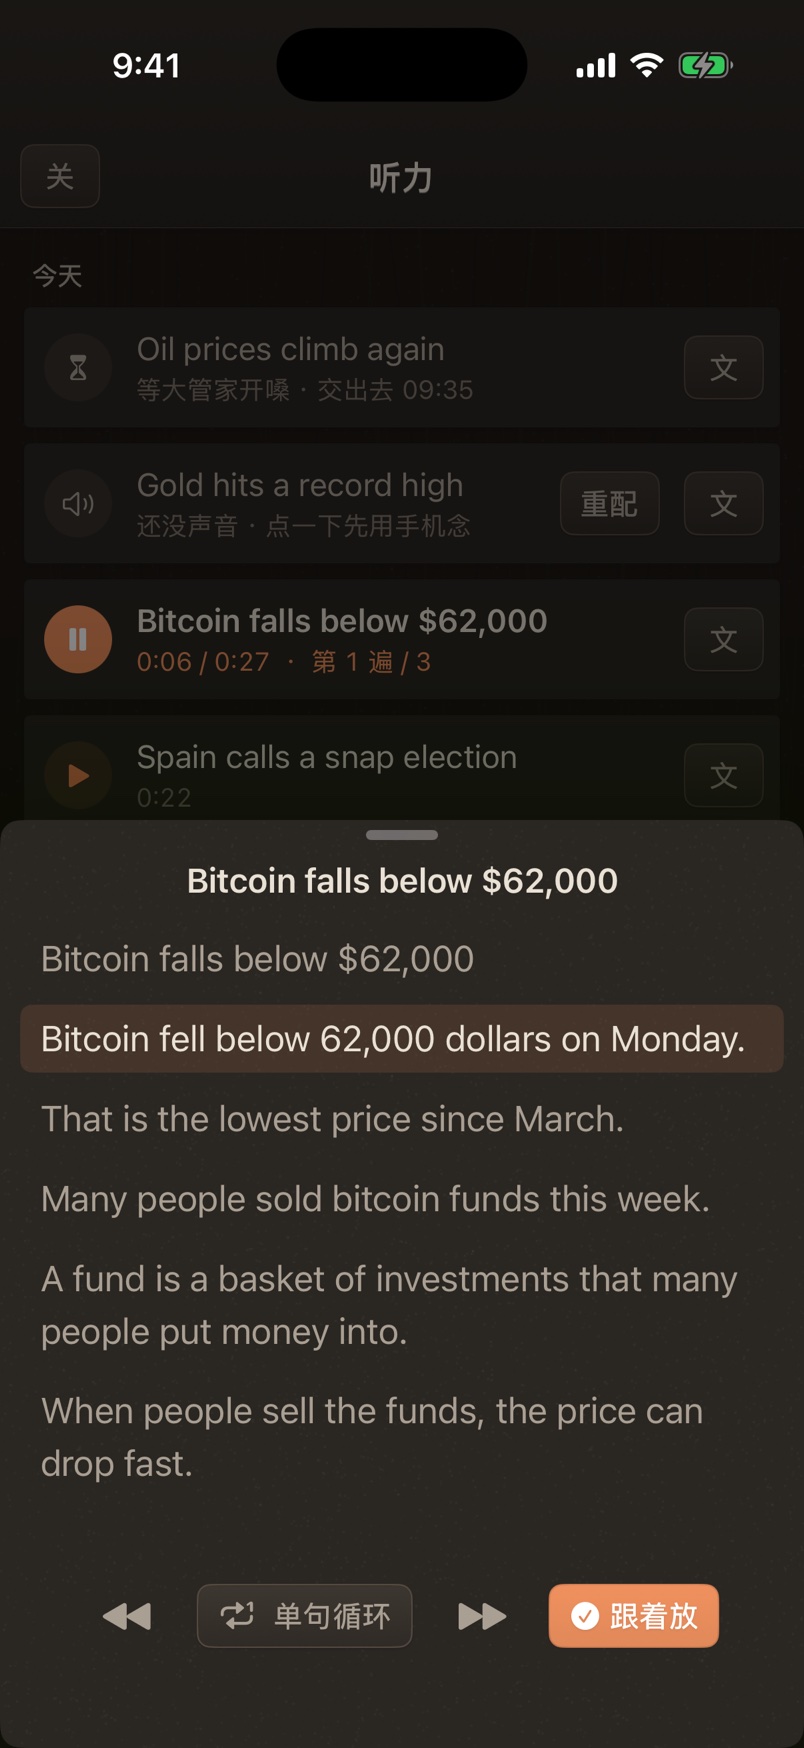 9:41
关
听力
今天
Oil prices climb again
等大管家开嗓 · 交出去 09:35
文
Gold hits a record high
还没声音 · 点一下先用手机念
重配
文
Bitcoin falls below $62,000
0:06 / 0:27 · 第 1 遍 / 3
文
Spain calls a snap election
0:22
文
Bitcoin falls below $62,000
Bitcoin falls below $62,000
Bitcoin fell below 62,000 dollars on Monday.
That is the lowest price since March.
Many people sold bitcoin funds this week.
A fund is a basket of investments that many
people put money into.
When people sell the funds, the price can
drop fast.
单句循环
跟着放